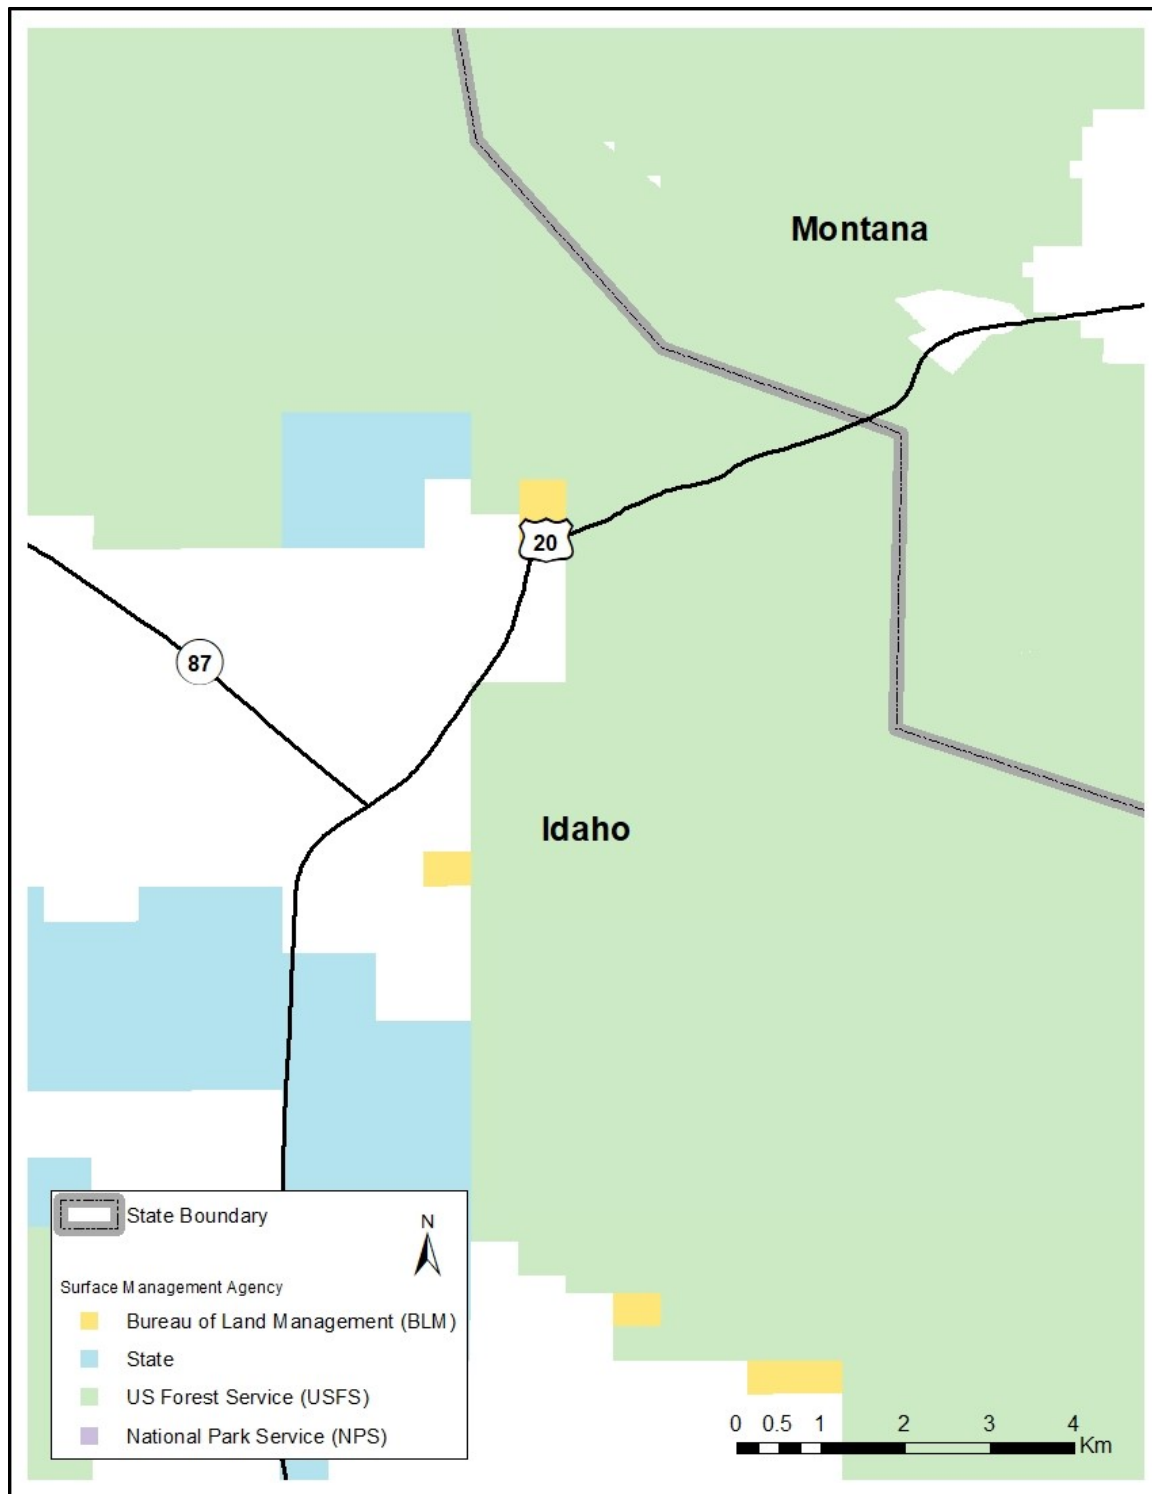 Montana
20
87
Idaho
State Boundary
N
Surface Management Agency
Bureau of Land Management (BLM)
State
US Forest Service (USFS)
National Park Service (NPS)
0 0.5 1 2 3 4
Km